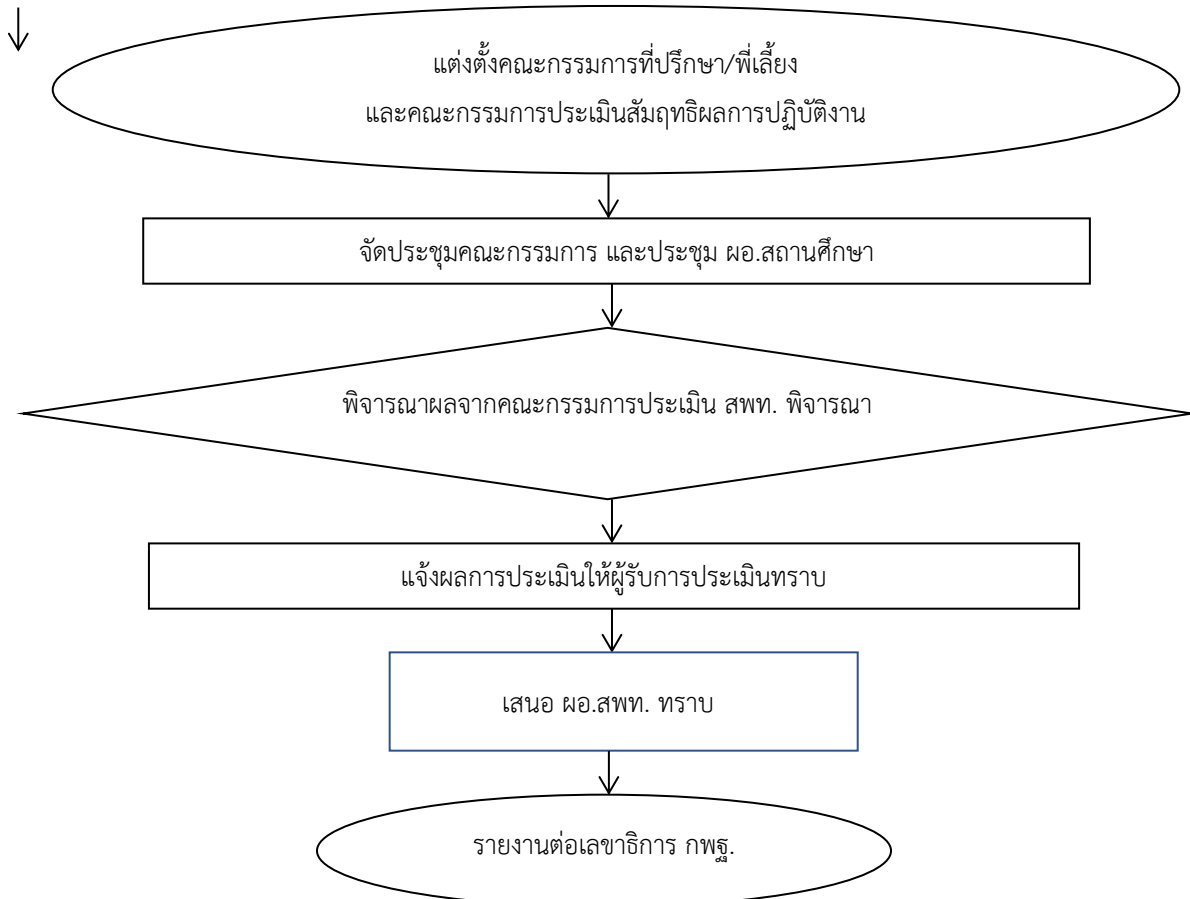 แต่งตั้งคณะกรรมการที่ปรึกษา/พี่เลี้ยง
และคณะกรรมการประเมินสัมฤทธิผลการปฏิบัติงาน
จัดประชุมคณะกรรมการ และประชุม ผอ.สถานศึกษา
พิจารณาผลจากคณะกรรมการประเมิน สพท. พิจารณา
แจ้งผลการประเมินให้ผู้รับการประเมินทราบ
เสนอ ผอ.สพท. ทราบ
รายงานต่อเลขาธิการ กพฐ.